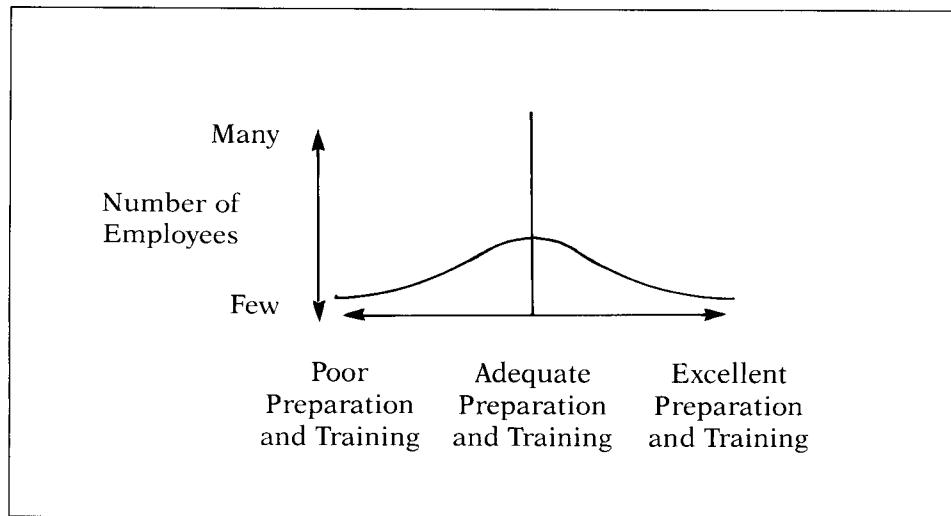 Many
Number of
Employees
Few
Poor
Preparation
and Training
Adequate
Preparation
and Training
Excellent
Preparation
and Training